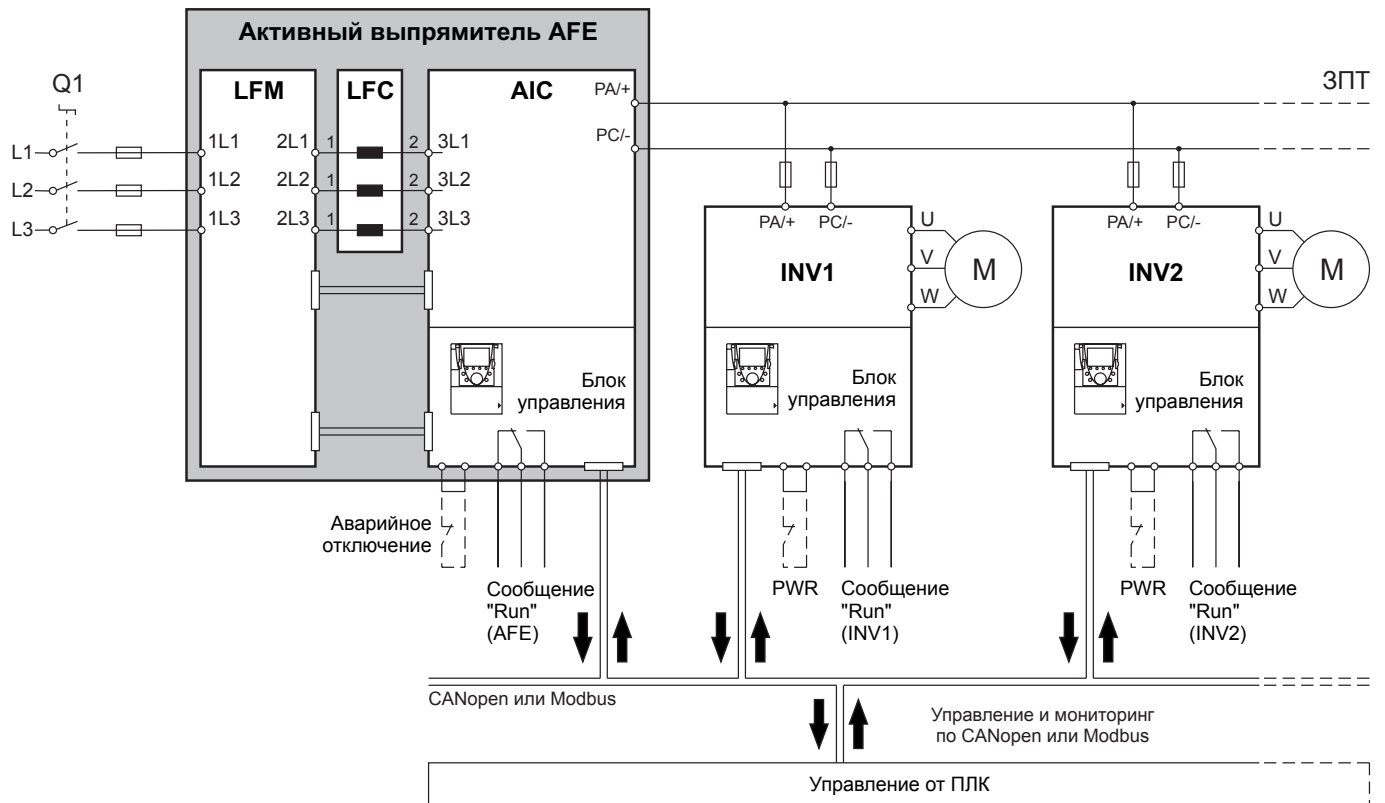 Активный выпрямитель AFE
Q1
LFM
LFC
AIC
PA/+
PC/-
ЗПТ
L1
1L1
2L1
1
2
3L1
L2
1L2
2L2
1
2
3L2
L3
1L3
2L3
1
2
3L3
PA/+
PC/-
INV1
U
V
W
M
PA/+
PC/-
INV2
U
V
W
M
Блок
управления
Блок
управления
Блок
управления
Аварийное
отключение
Сообщение
"Run"
(AFE)
PWR
Сообщение
"Run"
(INV1)
PWR
Сообщение
"Run"
(INV2)
CANopen или Modbus
Управление и мониторинг
по CANopen или Modbus
Управление от ПЛК